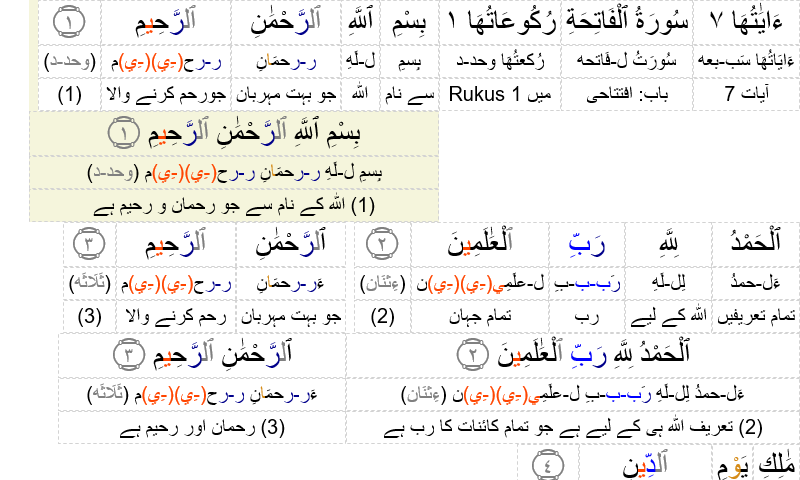 ءَايَٰتُهَا ٧ سُورَةُ ٱلْفَاتِحَةِ رُكُوعَاتُهَا ١ بِسْمِ ٱللَّهِ ٱلرَّحْمَٰنِ ٱلرَّحِيمِ ١
ءَايَاتُهَا سَب-بعه سُورَتُ ل-فَاتحه رُكعتُها وحد-د بِسمِ ل-لَهِ ر-رحمَانِ ر-رح(ـِي)(ـِي)م (وحد-د)
آیات 7 باب: افتتاحی میں Rukus 1 سے نام اللہ جو بہت مہربان جورحم کرنے والا (1)
بِسْمِ ٱللَّهِ ٱلرَّحْمَٰنِ ٱلرَّحِيمِ ١
بِسمِ ل-لَهِ ر-رحمَانِ ر-رح(ـِي)(ـِي)م (وحد-د)
(1) اللہ کے نام سے جو رحمان و رحیم ہے
ٱلْحَمْدُ لِلَّهِ رَبِّ ٱلْعَٰلَمِينَ ٢ ٱلرَّحْمَٰنِ ٱلرَّحِيمِ ٣
ءَل-حمدُ لِل-لَهِ رَب-ب-بِ ل-علَمِي(ـِي)(ـِي)ن (ءِثنَان) ءَر-رحمَانِ ر-رح(ـِي)(ـِي)م (ثَلَاثَه)
تمام تعریفیں اللہ کے لیے رب تمام جہان (2) جو بہت مہربان رحم کرنے والا (3)
ٱلْحَمْدُ لِلَّهِ رَبِّ ٱلْعَٰلَمِينَ ٢ ٱلرَّحْمَٰنِ ٱلرَّحِيمِ ٣
ءَل-حمدُ لِل-لَهِ رَب-ب-بِ ل-علَمِي(ـِي)(ـِي)ن (ءِثنَان) ءَر-رحمَانِ ر-رح(ـِي)(ـِي)م (ثَلَاثَه)
(2) تعریف اللہ ہی کے لیے ہے جو تمام کائنات کا رب ہے (3) رحمان اور رحیم ہے
مَٰلِكِ يَوْمِ ٱلدِّينِ ٤